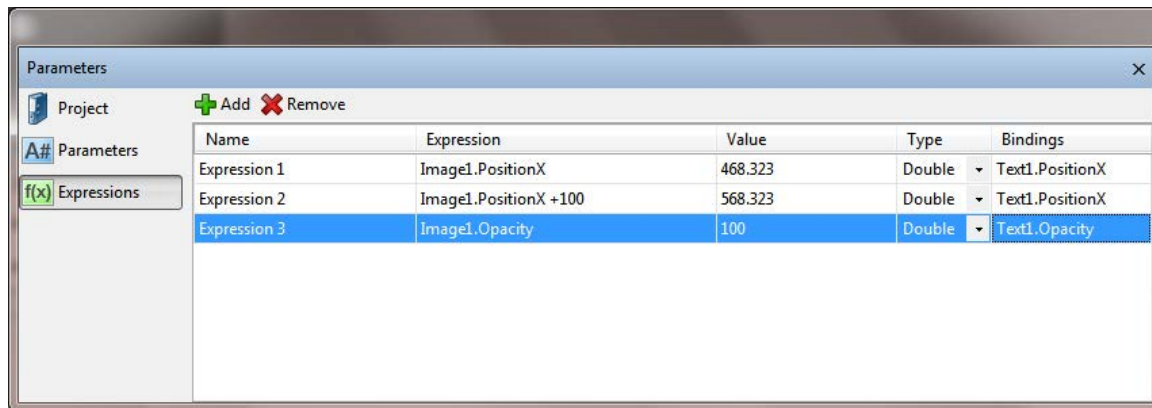 Parameters
Project
Add Remove
A# Parameters
f(x) Expressions
Name Expression Value Type Bindings
Expression 1 Image1.PositionX 468.323 Double Text1.PositionX
Expression 2 Image1.PositionX +100 568.323 Double Text1.PositionX
Expression 3 Image1.Opacity 100 Double Text1.Opacity